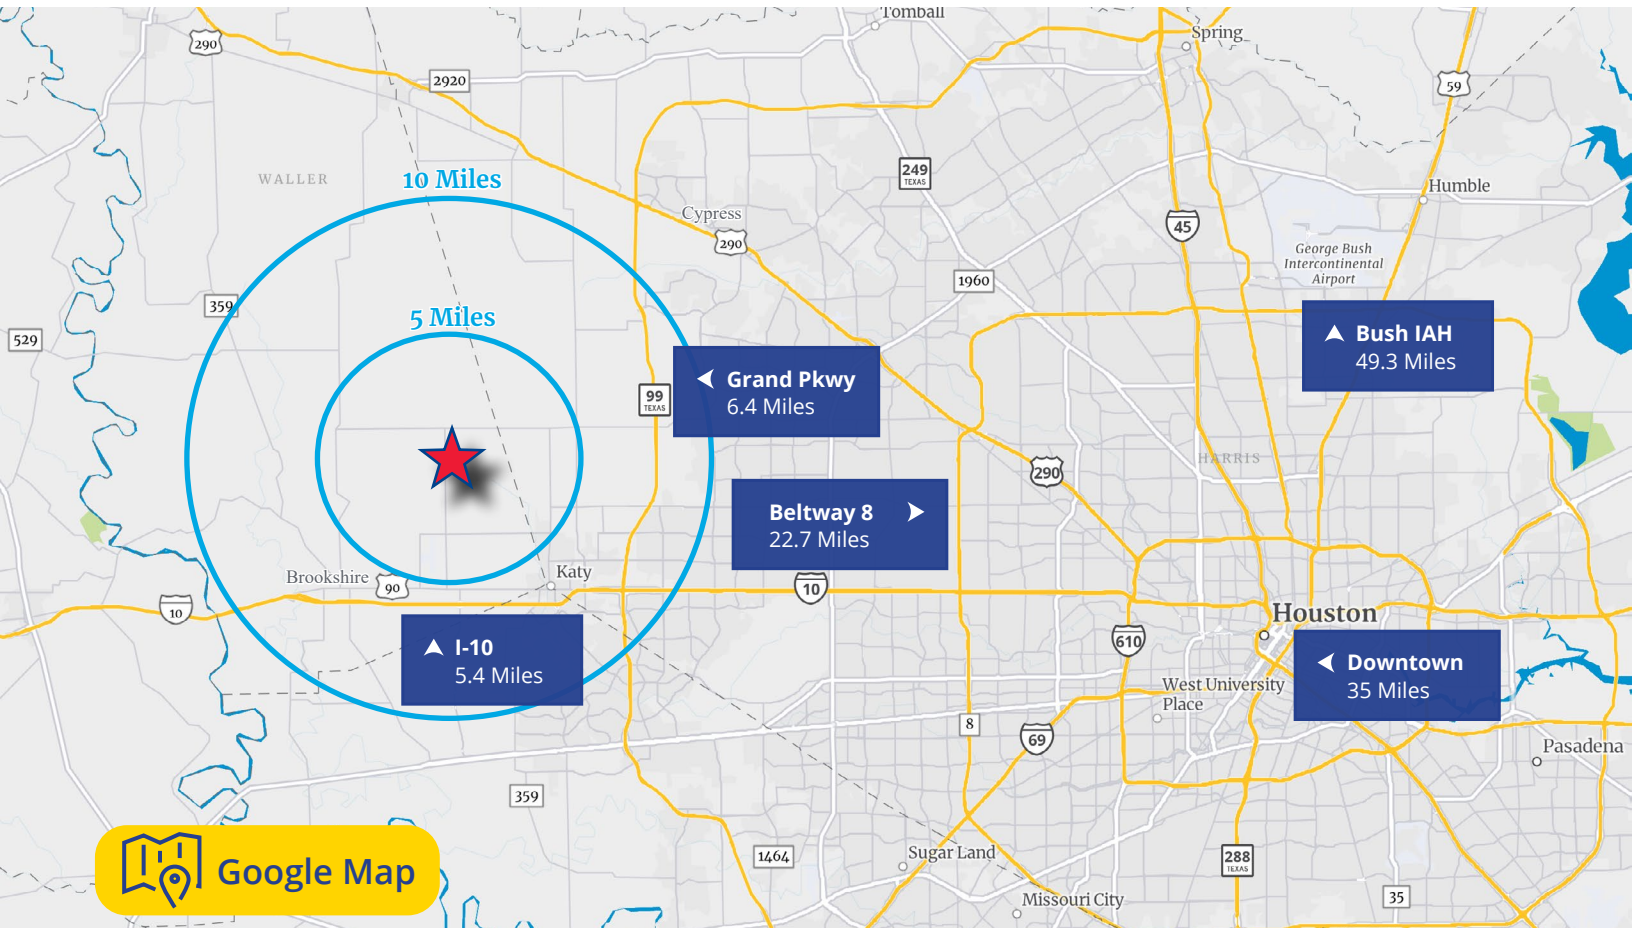 Tomball
290
Spring
2920
59
249
TEXAS
WALLER
10 Miles
Humble
Cypress
45
290
George Bush
Intercontinental
Airport
1960
359
5 Miles
529
Bush IAH
49.3 Miles
Grand Pkwy
6.4 Miles
99
TEXAS
HARRIS
290
Beltway 8
22.7 Miles
Katy
Brookshire
90
10
10
Houston
610
I-10
5.4 Miles
Downtown
35 Miles
West University
Place
8
69
Pasadena
359
Google Map
1464
Sugar Land
288
TEXAS
Missouri City
35